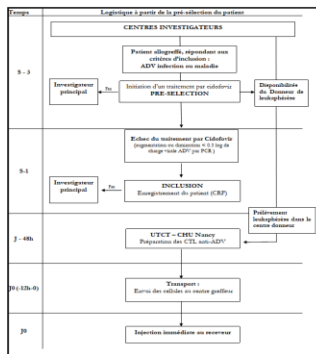 Temps
Logistique à partir de la pré-sélection du patient
CENTRES INVESTIGATEURS
S - 3
Patient allogreffé, répondant aux
critères d'inclusion :
ADV infection ou maladie
Investigateur
principal
Fax
Initiation d'un traitement par cidofovir
PRE-SELECTION
Disponibilité
du Donneur de
leukaphérèse
S-1
Echec du traitement par Cidofovir
(augmentation ou diminution < 0.5 log de
charge virale ADV par PCR)
Investigateur
principal
Fax
INCLUSION
Enregistrement du patient (CRF)
Prélèvement
leukaphérèse dans le
centre donneur
J - 48h
UTCT – CHU Nancy
Préparation des CTL anti-ADV
J0 (-12h-0)
Transport :
Envoi des cellules au centre greffeur
J0
Injection immédiate au receveur